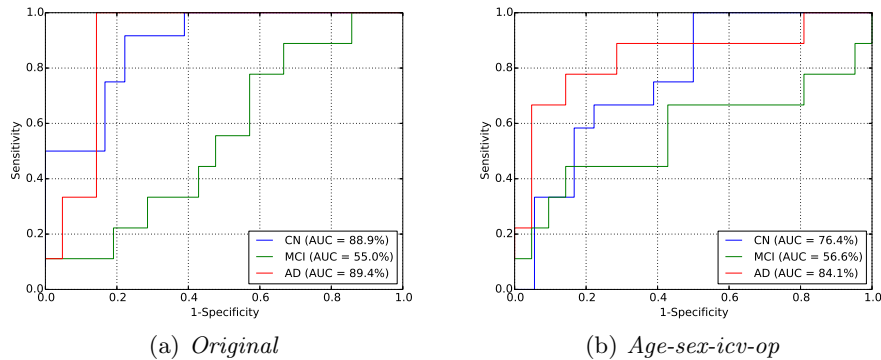 1.0
0.8
0.6
0.4
0.2
0.0
Sensitivity
0.0 0.2 0.4 0.6 0.8 1.0
1-Specificity
CN (AUC = 88.9%)
MCI (AUC = 55.0%)
AD (AUC = 89.4%)
(a) Original
1.0
0.8
0.6
0.4
0.2
0.0
Sensitivity
0.0 0.2 0.4 0.6 0.8 1.0
1-Specificity
CN (AUC = 76.4%)
MCI (AUC = 56.6%)
AD (AUC = 84.1%)
(b) Age-sex-icv-op